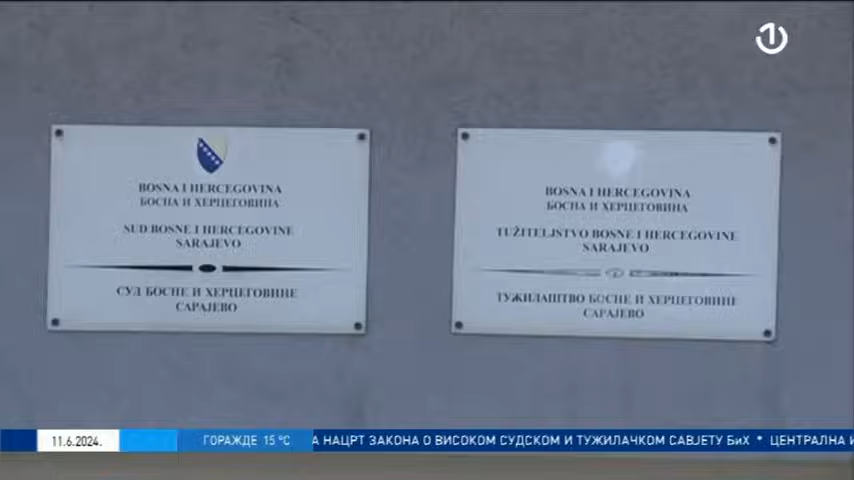 BOSNA I HERCEGOVINA
БОСНА И ХЕРЦЕГОВИНА
SUD BOSNE I HERCEGOVINE
SARAJEVO
СУД БОСНЕ И ХЕРЦЕГОВИНЕ
САРАЈЕВО
BOSNA I HERCEGOVINA
БОСНА И ХЕРЦЕГОВИНА
TUŽITELJSTVO BOSNE I HERCEGOVINE
SARAJEVO
ТУЖИЛАШТВО БОСНЕ И ХЕРЦЕГОВИНЕ
САРАЈЕВО
11.6.2024. ГОРАЖДЕ 15 °C А НАЦРТ ЗАКОНА О ВИСОКОМ СУДСКОМ И ТУЖИЛАЧКОМ САВЈЕТУ БиХ * ЦЕНТРАЛНА И